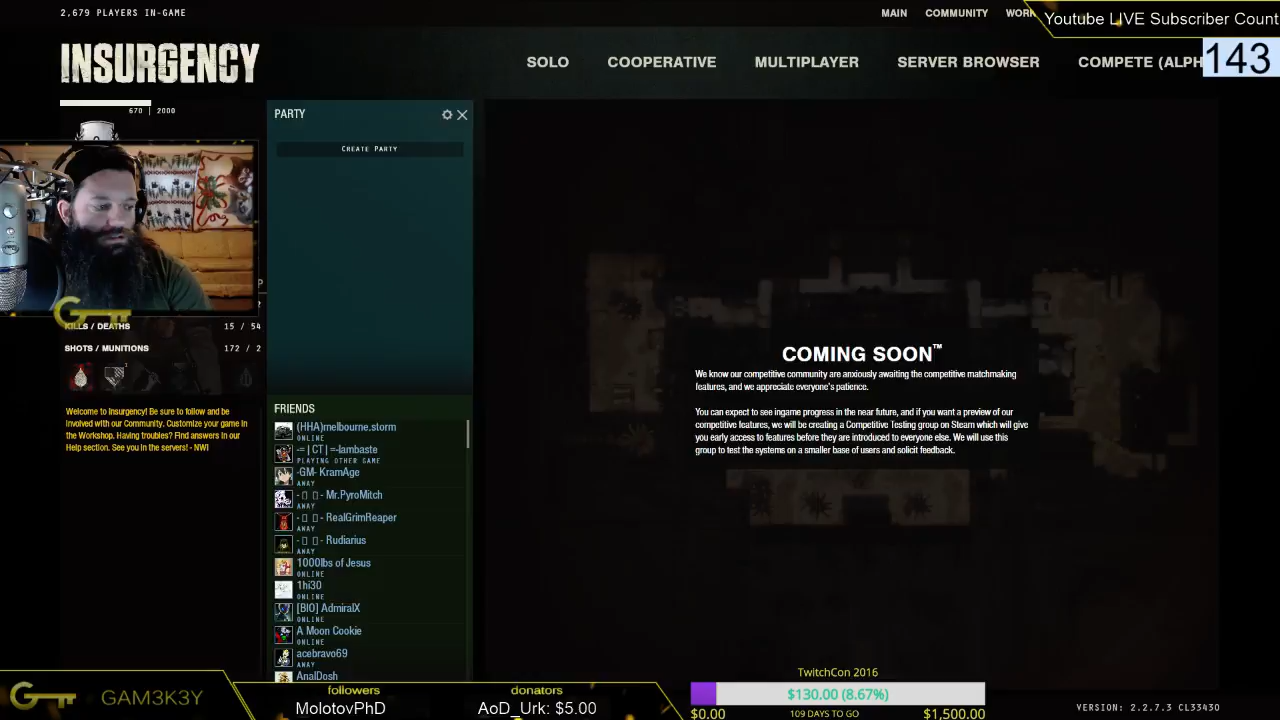 2,679 PLAYERS IN-GAME
MAIN
COMMUNITY
Youtube LIVE Subscriber Count
143
INSURGENCY
SOLO
COOPERATIVE
MULTIPLAYER
SERVER BROWSER
COMPETE (ALPH
670 | 2000
PARTY
CREATE PARTY
KILLS / DEATHS 15 / 54
SHOTS / MUNITIONS 172 / 2
Welcome to Insurgency! Be sure to follow and be
involved with our Community. Customize your game in
the Workshop. Having troubles? Find answers in our
Help section. See you in the servers! - NWI
FRIENDS
(HHA)melbourne.storm
ONLINE
-=|CT|=-lambaste
PLAYING OTHER GAME
-GM- KramAge
AWAY
- ▯ ▯ - Mr.PyroMitch
AWAY
- ▯ ▯ - RealGrimReaper
AWAY
- ▯ ▯ - Rudiarius
AWAY
1000lbs of Jesus
ONLINE
1hi30
ONLINE
[BIO] AdmiralX
ONLINE
A Moon Cookie
ONLINE
acebravo69
AWAY
AnalDosh
COMING SOON™
We know our competitive community are anxiously awaiting the competitive matchmaking
features, and we appreciate everyone's patience.
You can expect to see ingame progress in the near future, and if you want a preview of our
competitive features, we will be creating a Competitive Testing group on Steam which will give
you early access to features before they are introduced to everyone else. We will use this
group to test the systems on a smaller base of users and solicit feedback.
GAM3K3Y
followers
MolotovPhD
donators
AoD_Urk: $5.00
TwitchCon 2016
$130.00 (8.67%)
$0.00
109 DAYS TO GO
$1,500.00
VERSION: 2.2.7.3 CL33430